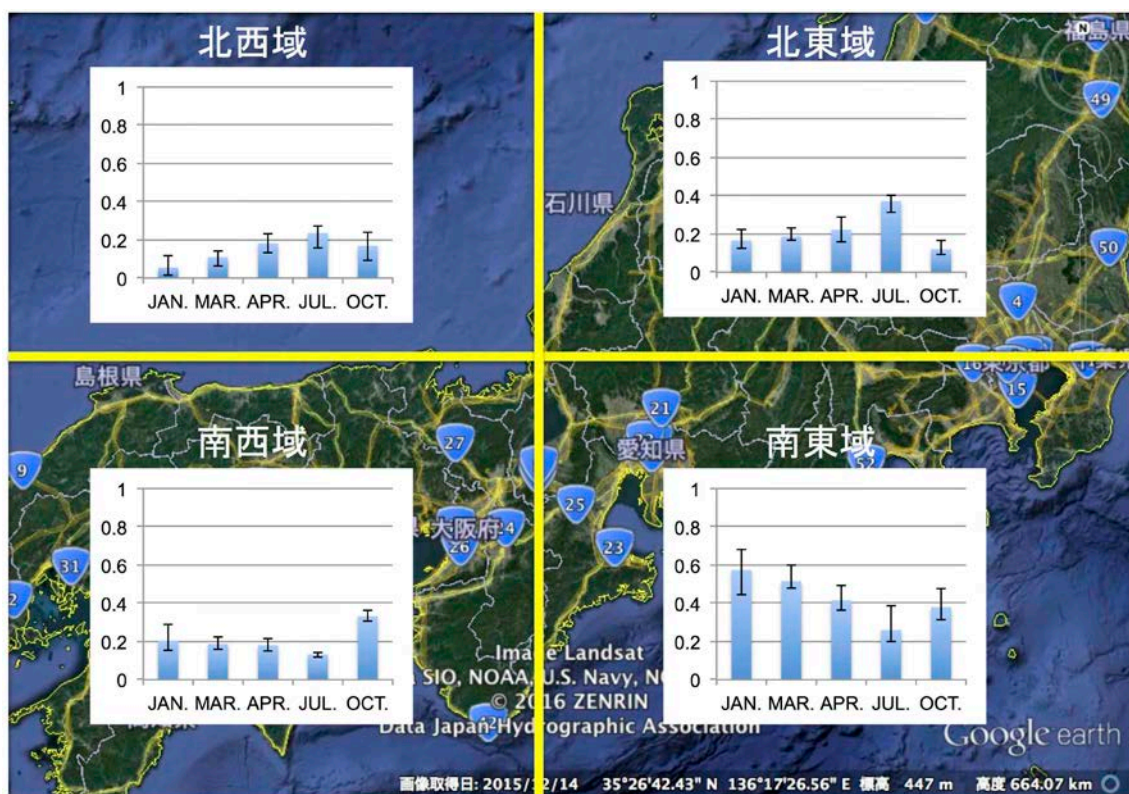 北西域
1
0.8
0.6
0.4
0.2
0
JAN. MAR. APR. JUL. OCT.
北東域
1
0.8
0.6
0.4
0.2
0
JAN. MAR. APR. JUL. OCT.
福島県
N
49
石川県
50
4
16
東京都
15
島根県
南西域
1
0.8
0.6
0.4
0.2
0
JAN. MAR. APR. JUL. OCT.
9
27
31
2
大阪府
24
26
21
愛知県
南東域
1
0.8
0.6
0.4
0.2
0
JAN. MAR. APR. JUL. OCT.
52
25
23
42
Image Landsat
SIO, NOAA, U.S. Navy,
© 2016 ZENRIN
Data Japan Hydrographic Association
Google earth
画像取得日: 2015/12/14 35°26'42.43" N 136°17'26.56" E 標高 447 m 高度 664.07 km